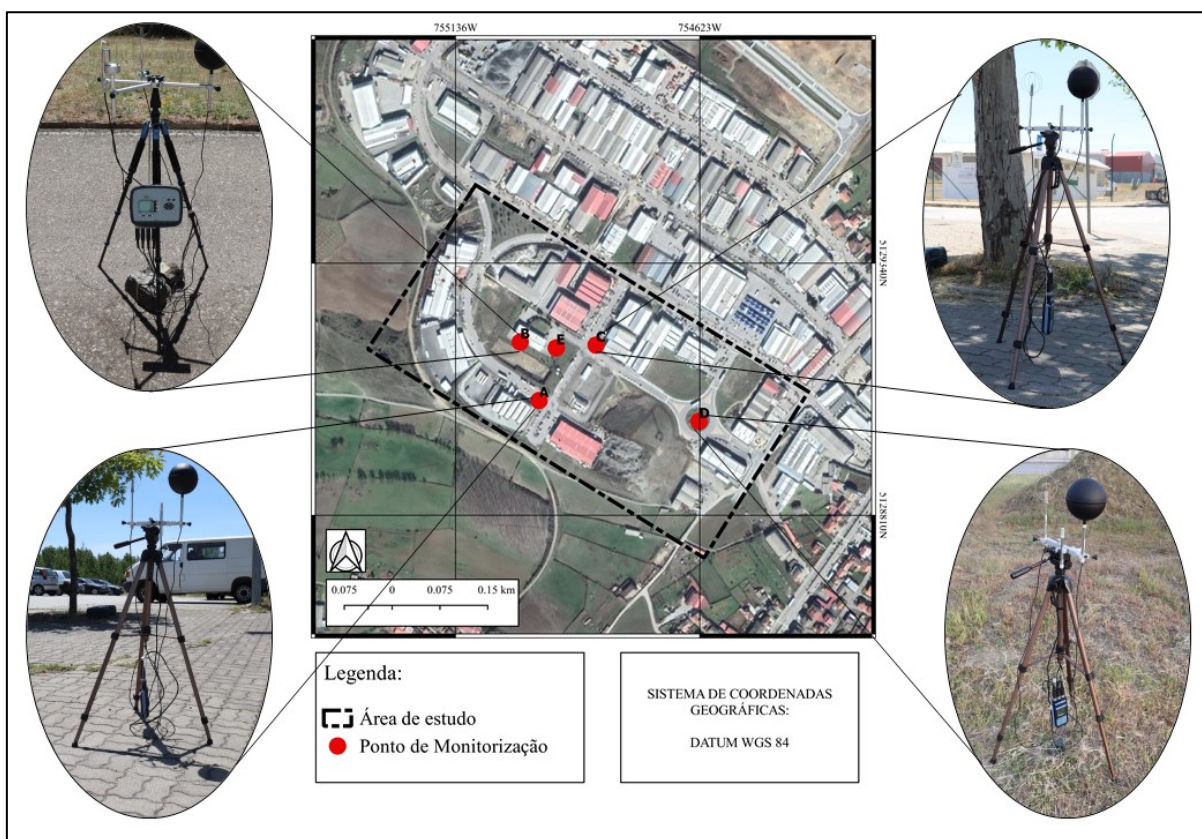 755136W
754623W
5129340N
B
E
C
A
D
5128810N
0.075
0
0.075
0.15 km
Legenda:
Área de estudo
Ponto de Monitorização
SISTEMA DE COORDENADAS
GEOGRÁFICAS:
DATUM WGS 84